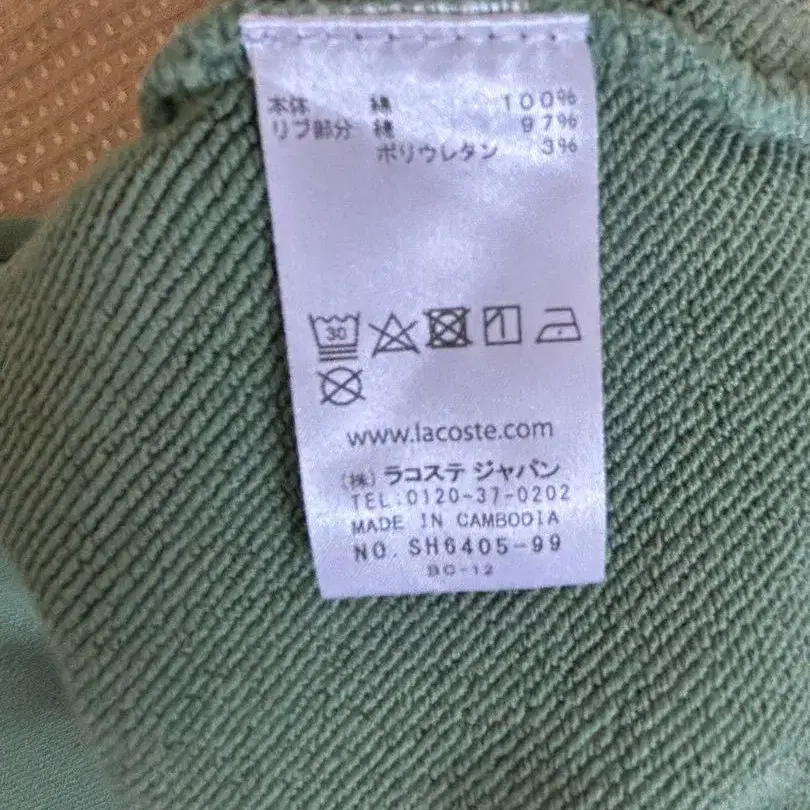 本体 綿 100%
リブ部分 綿 97%
ポリウレタン 3%
30
www.lacoste.com
(株) ラコステ ジャパン
TEL:0120-37-0202
MADE IN CAMBODIA
NO. SH6405-99
BC-12